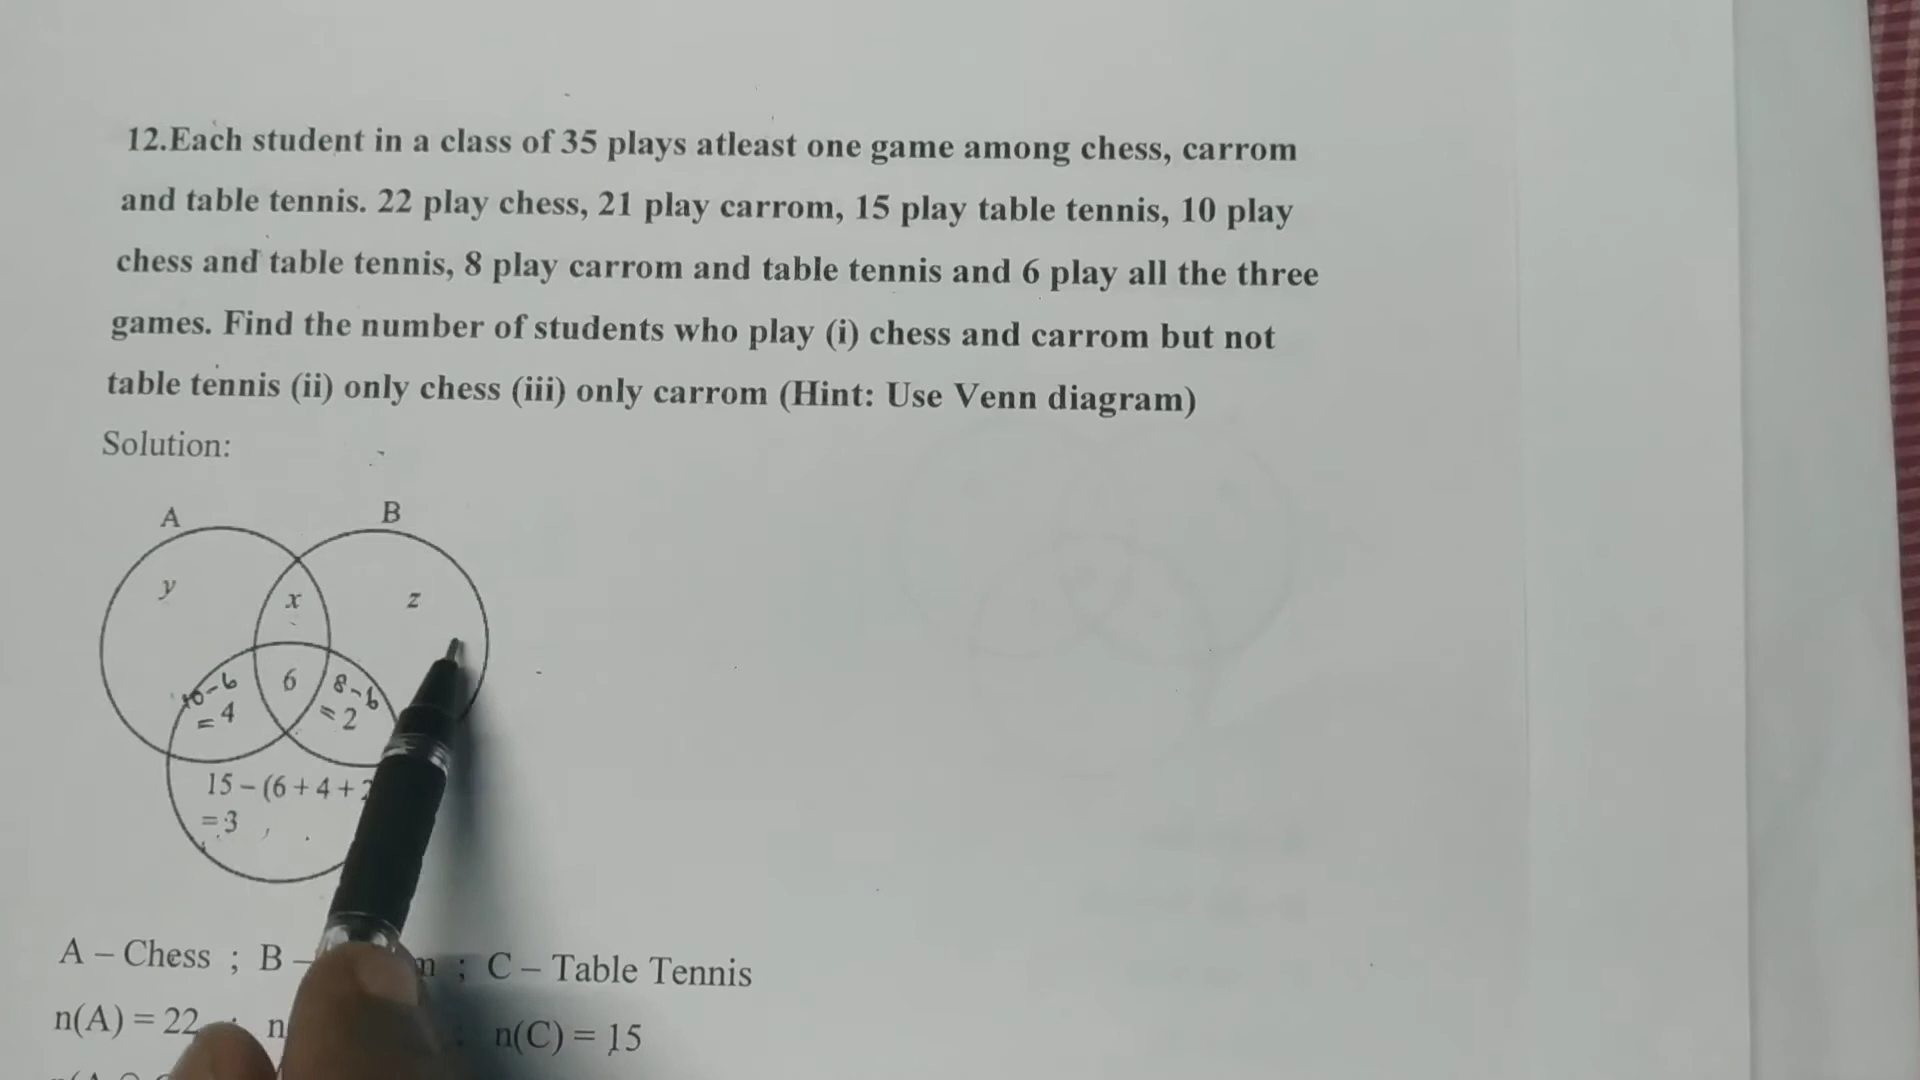 12.Each student in a class of 35 plays atleast one game among chess, carrom
and table tennis. 22 play chess, 21 play carrom, 15 play table tennis, 10 play
chess and table tennis, 8 play carrom and table tennis and 6 play all the three
games. Find the number of students who play (i) chess and carrom but not
table tennis (ii) only chess (iii) only carrom (Hint: Use Venn diagram)
Solution:
A B
y x z
10-6 6 8-6
= 4 = 2
15 – (6 + 4 +
= 3
A – Chess ; B – ; C – Table Tennis
n(A) = 22 ; n n(C) = 15